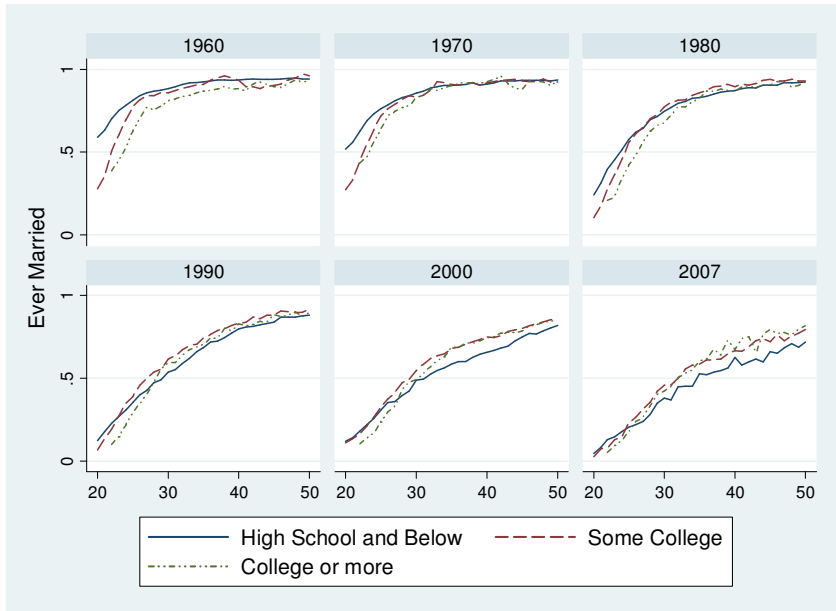 1960 1970 1980
1
.5
0
1990 2000 2007
1
.5
0
Ever Married
20 30 40 50 20 30 40 50 20 30 40 50
High School and Below Some College
College or more